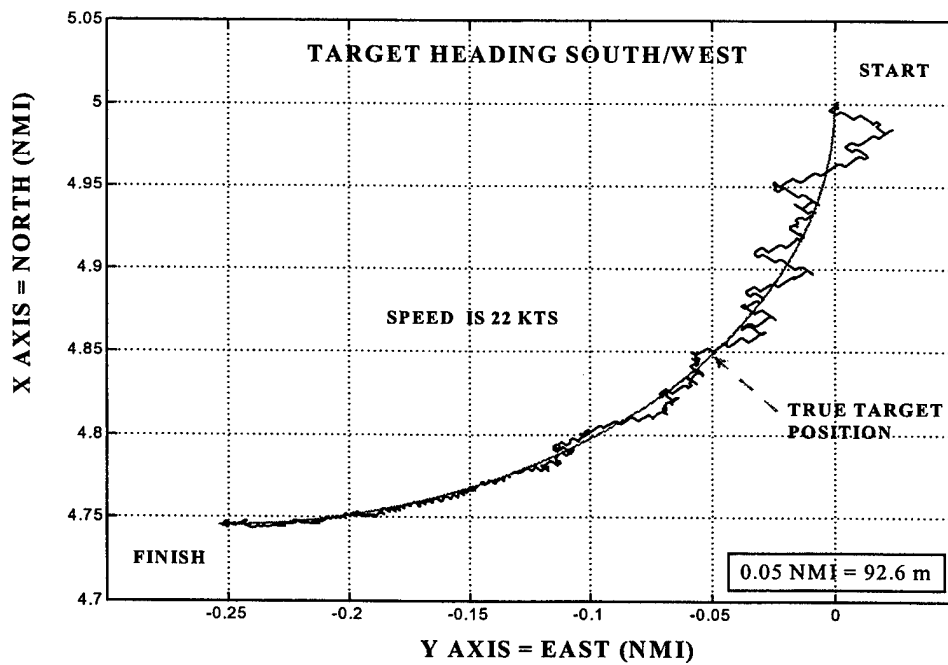 5.05
TARGET HEADING SOUTH/WEST
START
5
4.95
4.9
SPEED IS 22 KTS
4.85
TRUE TARGET
POSITION
4.8
4.75
FINISH
0.05 NMI = 92.6 m
4.7
-0.25 -0.2 -0.15 -0.1 -0.05 0
Y AXIS = EAST (NMI)
X AXIS = NORTH (NMI)